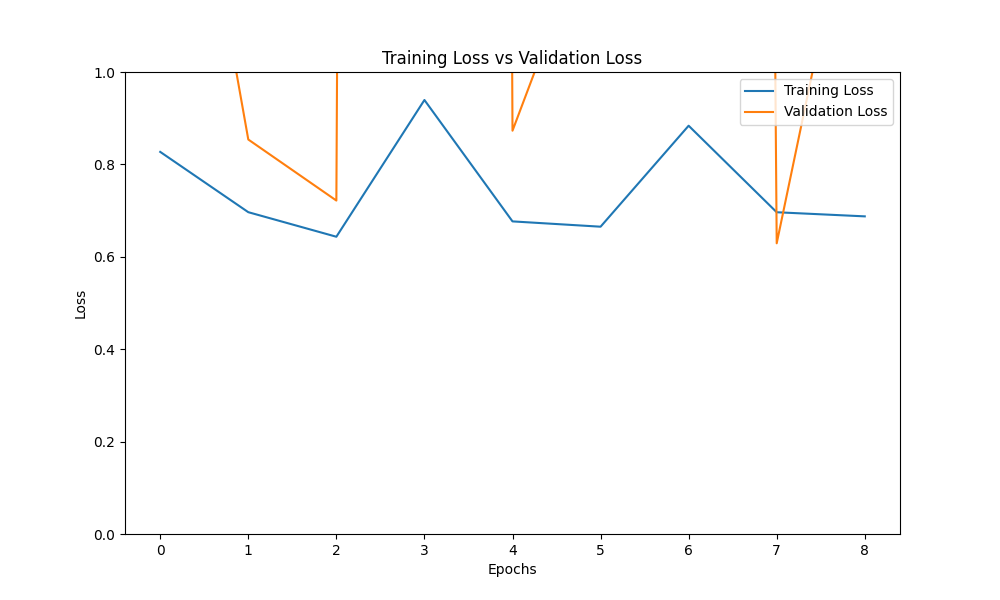 Training Loss vs Validation Loss
1.0
0.8
0.6
0.4
0.2
0.0
Loss
Training Loss
Validation Loss
0 1 2 3 4 5 6 7 8
Epochs